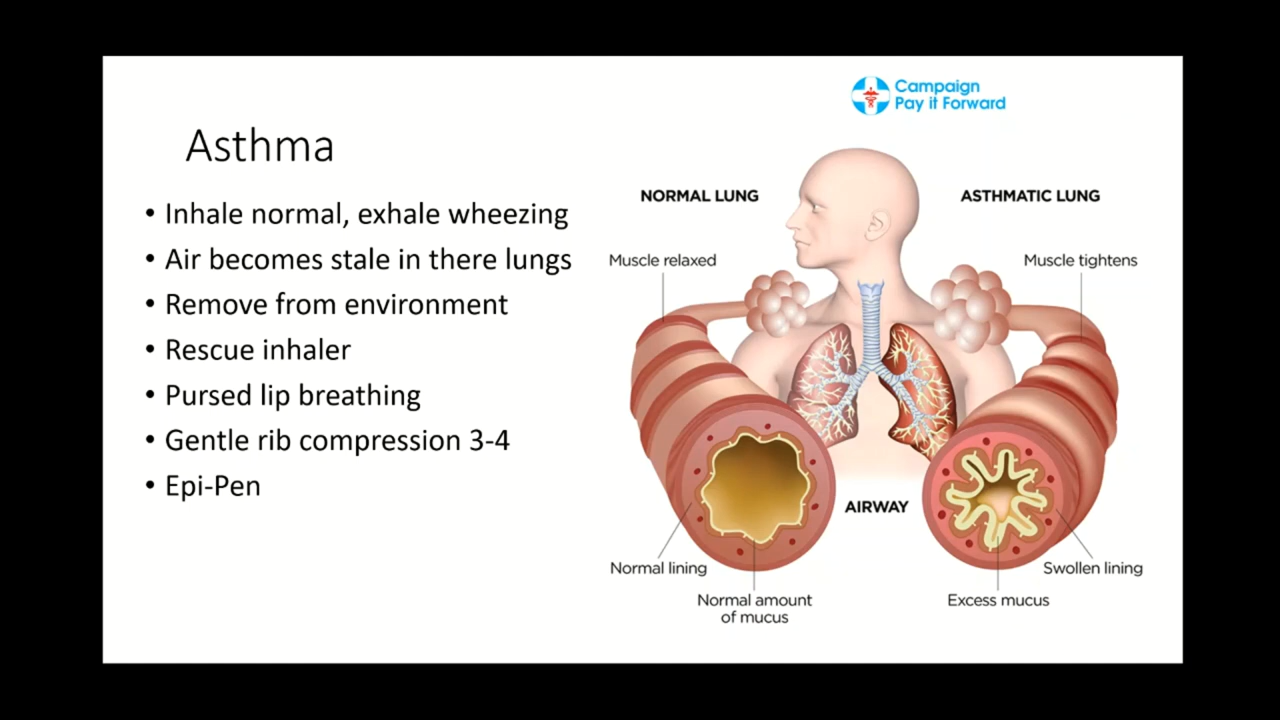 Campaign
Pay it Forward
Asthma
• Inhale normal, exhale wheezing
• Air becomes stale in there lungs
• Remove from environment
• Rescue inhaler
• Pursed lip breathing
• Gentle rib compression 3-4
• Epi-Pen
NORMAL LUNG
ASTHMATIC LUNG
Muscle relaxed
Muscle tightens
AIRWAY
Normal lining
Swollen lining
Normal amount
of mucus
Excess mucus